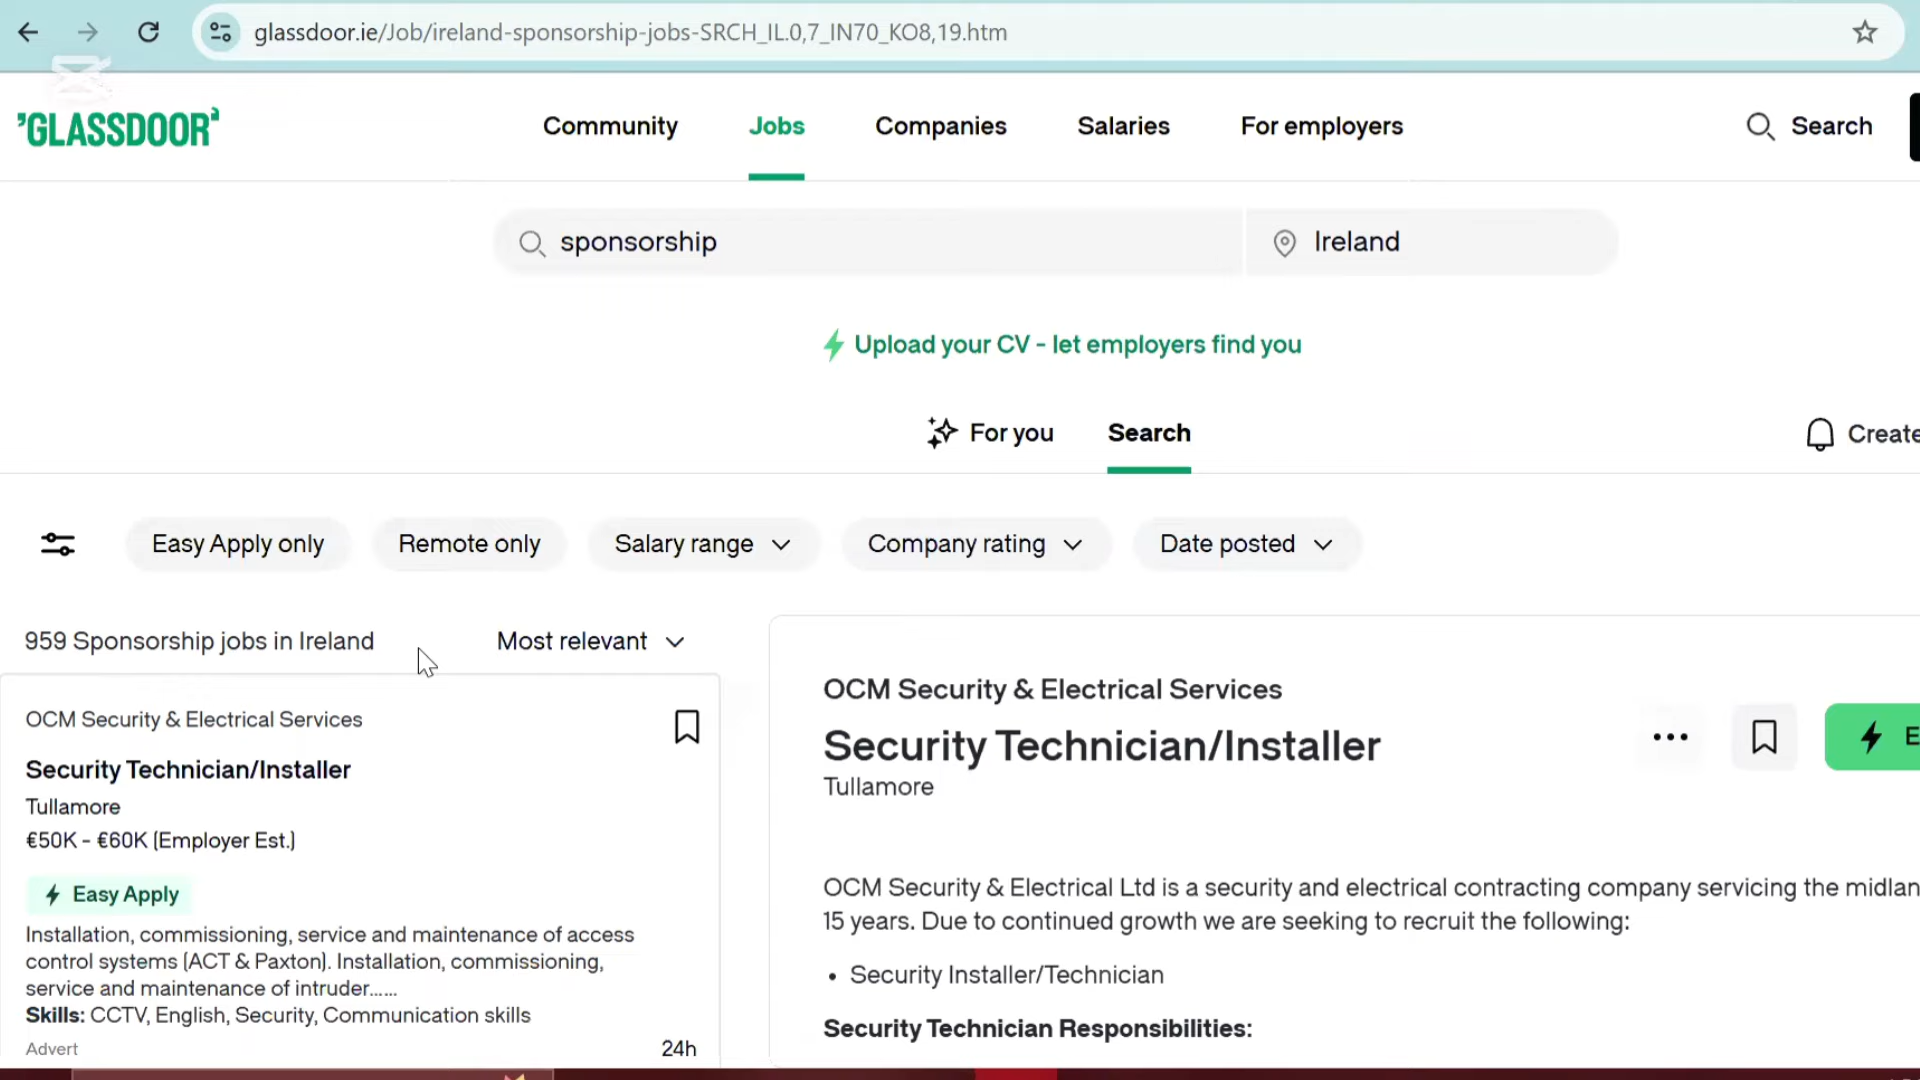 glassdoor.ie/Job/ireland-sponsorship-jobs-SRCH_IL.0,7_IN70_KO8,19.htm
GLASSDOOR
Community
Jobs
Companies
Salaries
For employers
Search
sponsorship
Ireland
Upload your CV - let employers find you
For you
Search
Create
Easy Apply only
Remote only
Salary range
Company rating
Date posted
959 Sponsorship jobs in Ireland
Most relevant
OCM Security & Electrical Services
Security Technician/Installer
Tullamore
€50K - €60K (Employer Est.)
Easy Apply
Installation, commissioning, service and maintenance of access
control systems (ACT & Paxton). Installation, commissioning,
service and maintenance of intruder......
Skills: CCTV, English, Security, Communication skills
Advert
24h
OCM Security & Electrical Services
Security Technician/Installer
Tullamore
E
OCM Security & Electrical Ltd is a security and electrical contracting company servicing the midlan
15 years. Due to continued growth we are seeking to recruit the following:
• Security Installer/Technician
Security Technician Responsibilities: